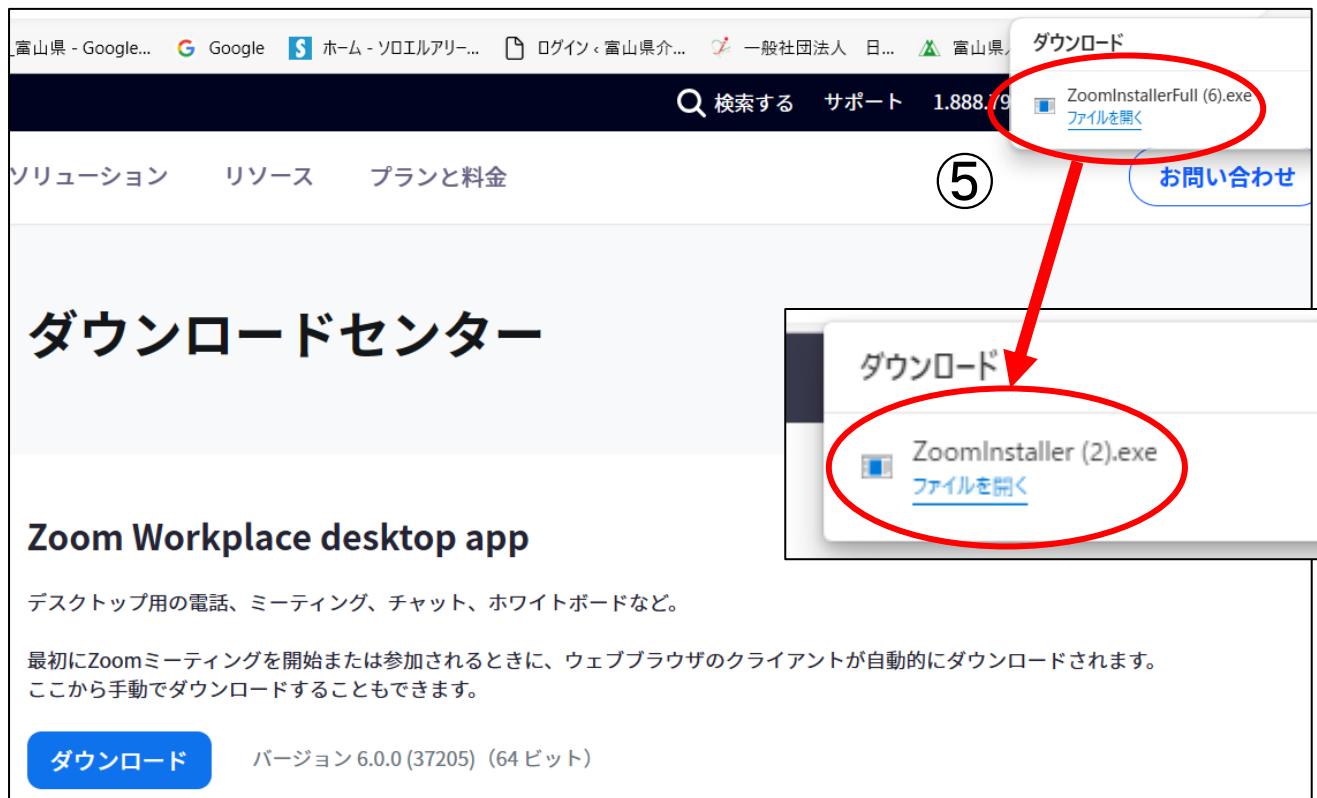 _富山県 - Google... Google ホーム - ソロエルアリー... ログイン ‹ 富山県介... 一般社団法人 日... 富山県
ダウンロード
ZoomInstallerFull (6).exe
ファイルを開く
検索する サポート 1.888.79
ソリューション リソース プランと料金 ⑤ お問い合わせ
ダウンロードセンター
ダウンロード
ZoomInstaller (2).exe
ファイルを開く
Zoom Workplace desktop app
デスクトップ用の電話、ミーティング、チャット、ホワイトボードなど。
最初にZoomミーティングを開始または参加されるときに、ウェブブラウザのクライアントが自動的にダウンロードされます。
ここから手動でダウンロードすることもできます。
ダウンロード バージョン 6.0.0 (37205)（64 ビット）